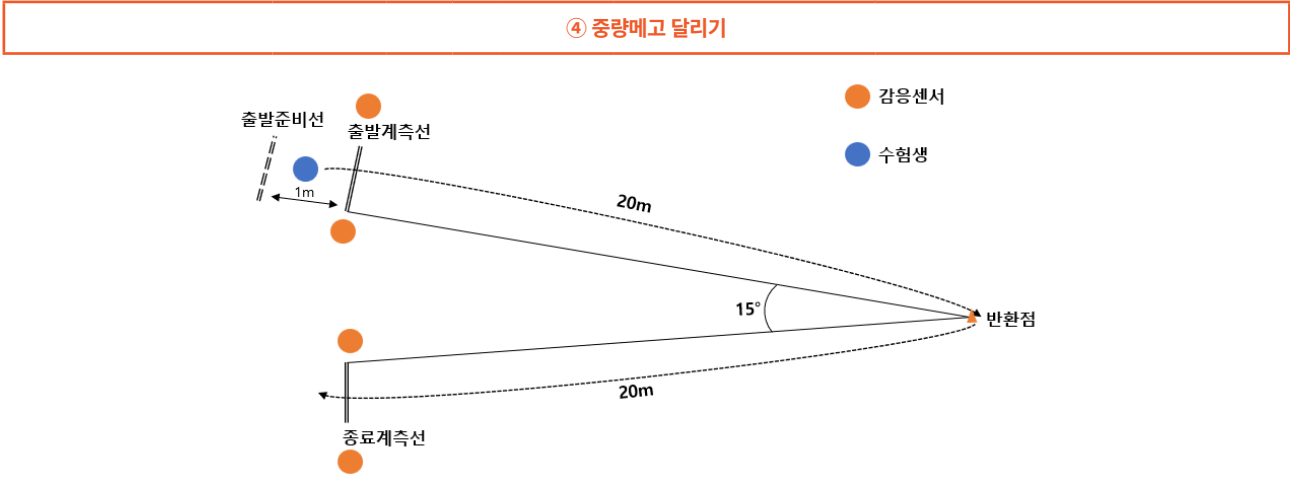 ④ 중량메고 달리기
감응센서
출발준비선
출발계측선
수험생
1m
20m
15°
반환점
20m
종료계측선